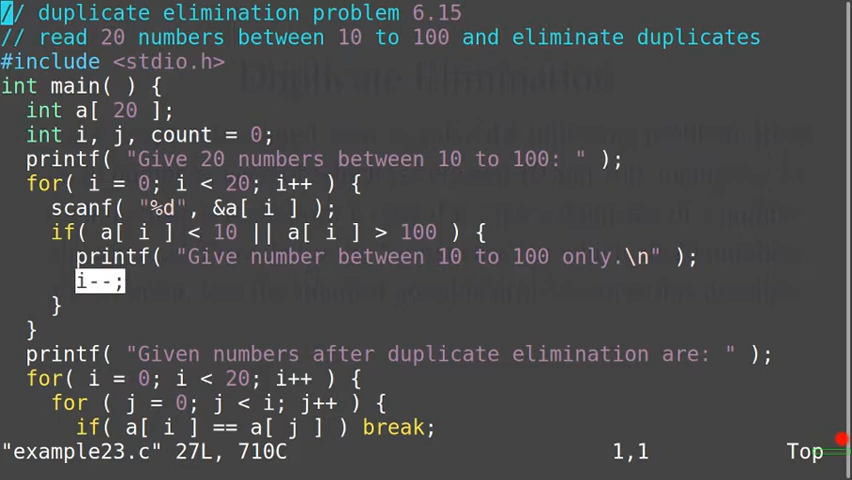 // duplicate elimination problem 6.15
// read 20 numbers between 10 to 100 and eliminate duplicates
#include <stdio.h>
int main( ) {
  int a[ 20 ];
  int i, j, count = 0;
  printf( "Give 20 numbers between 10 to 100: " );
  for( i = 0; i < 20; i++ ) {
    scanf( "%d", &a[ i ] );
    if( a[ i ] < 10 || a[ i ] > 100 ) {
      printf( "Give number between 10 to 100 only.\n" );
      i--;
    }
  }
  printf( "Given numbers after duplicate elimination are: " );
  for( i = 0; i < 20; i++ ) {
    for ( j = 0; j < i; j++ ) {
      if( a[ i ] == a[ j ] ) break;
"example23.c" 27L, 710C 1,1 Top